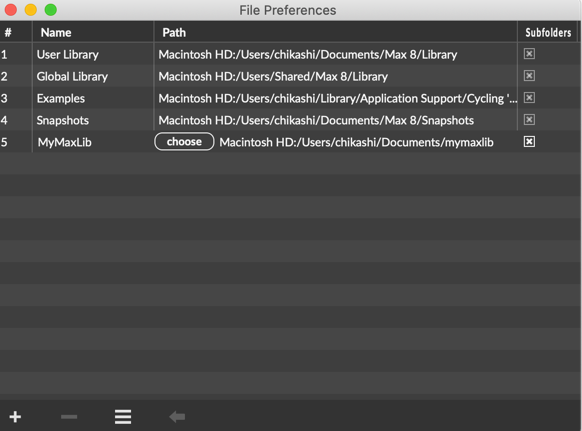 File Preferences
# Name Path Subfolders
1 User Library Macintosh HD:/Users/chikashi/Documents/Max 8/Library
2 Global Library Macintosh HD:/Users/Shared/Max 8/Library
3 Examples Macintosh HD:/Users/chikashi/Library/Application Support/Cycling '...
4 Snapshots Macintosh HD:/Users/chikashi/Documents/Max 8/Snapshots
5 MyMaxLib choose Macintosh HD:/Users/chikashi/Documents/mymaxlib